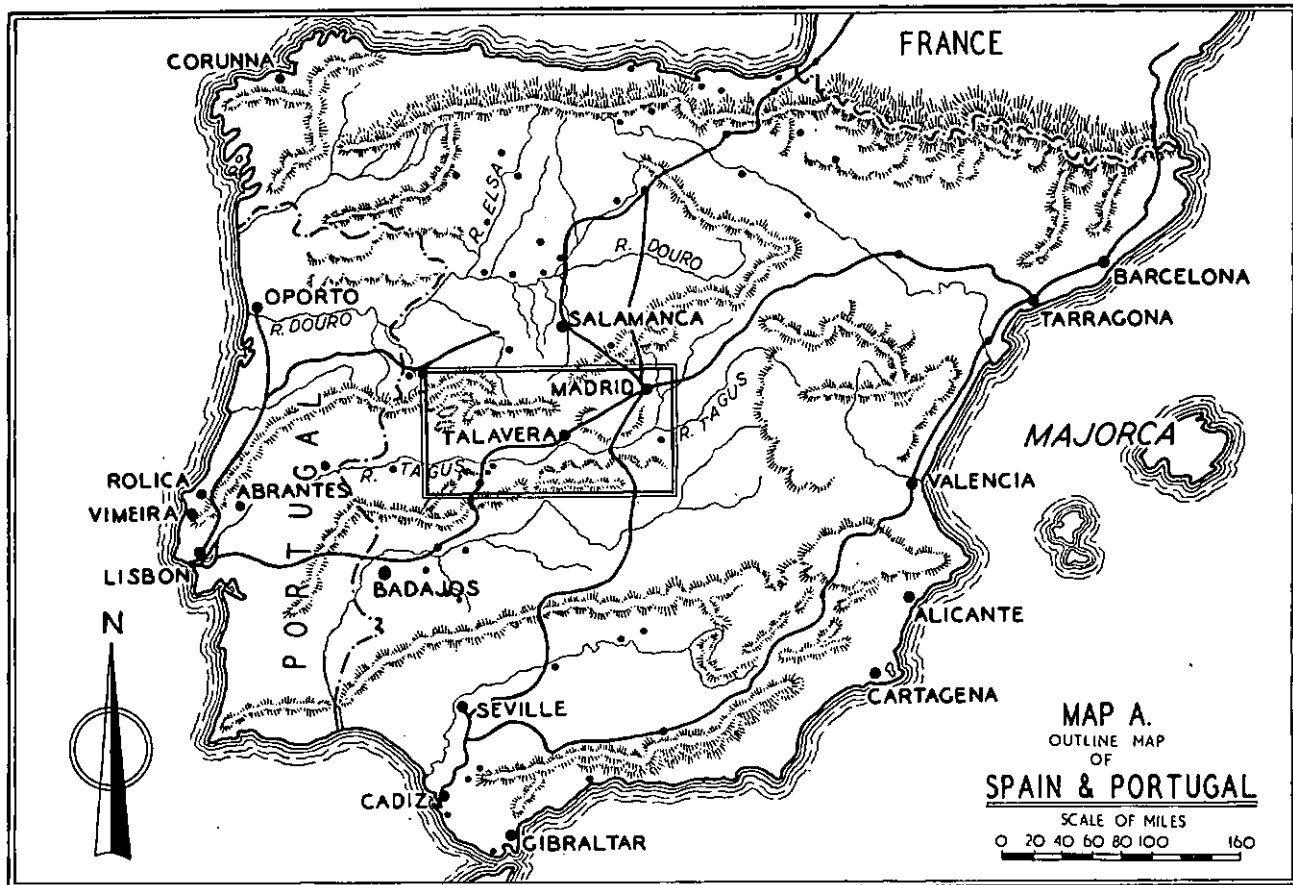 FRANCE
CORUNNA
R. ELSA
R. DOURO
BARCELONA
OPORTO
R. DOURO
SALAMANCA
TARRAGONA
MADRID
R. TAGUS
TALAVERA
MAJORCA
R. TAGUS
ROLICA
ABRANTES
VALENCIA
VIMEIRA
PORTUGAL
LISBON
BADAJOS
ALICANTE
N
CARTAGENA
SEVILLE
CADIZ
GIBRALTAR
MAP A.
OUTLINE MAP
OF
SPAIN & PORTUGAL
SCALE OF MILES
0 20 40 60 80 100 160